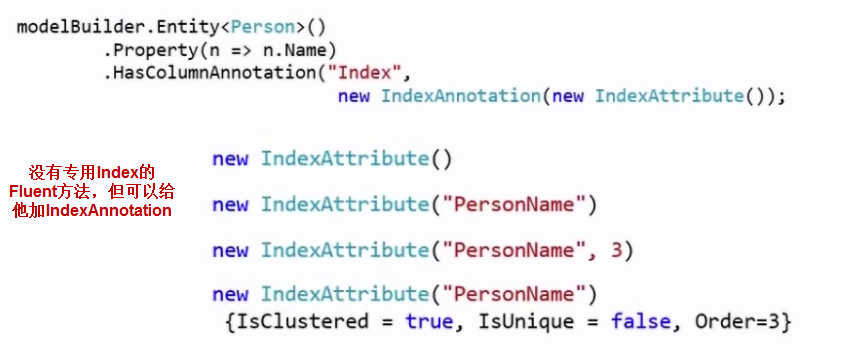 modelBuilder.Entity<Person>()
.Property(n => n.Name)
.HasColumnAnnotation("Index",
new IndexAnnotation(new IndexAttribute());
没有专用Index的
Fluent方法，但可以给
他加IndexAnnotation
new IndexAttribute()
new IndexAttribute("PersonName")
new IndexAttribute("PersonName", 3)
new IndexAttribute("PersonName")
{IsClustered = true, IsUnique = false, Order=3}